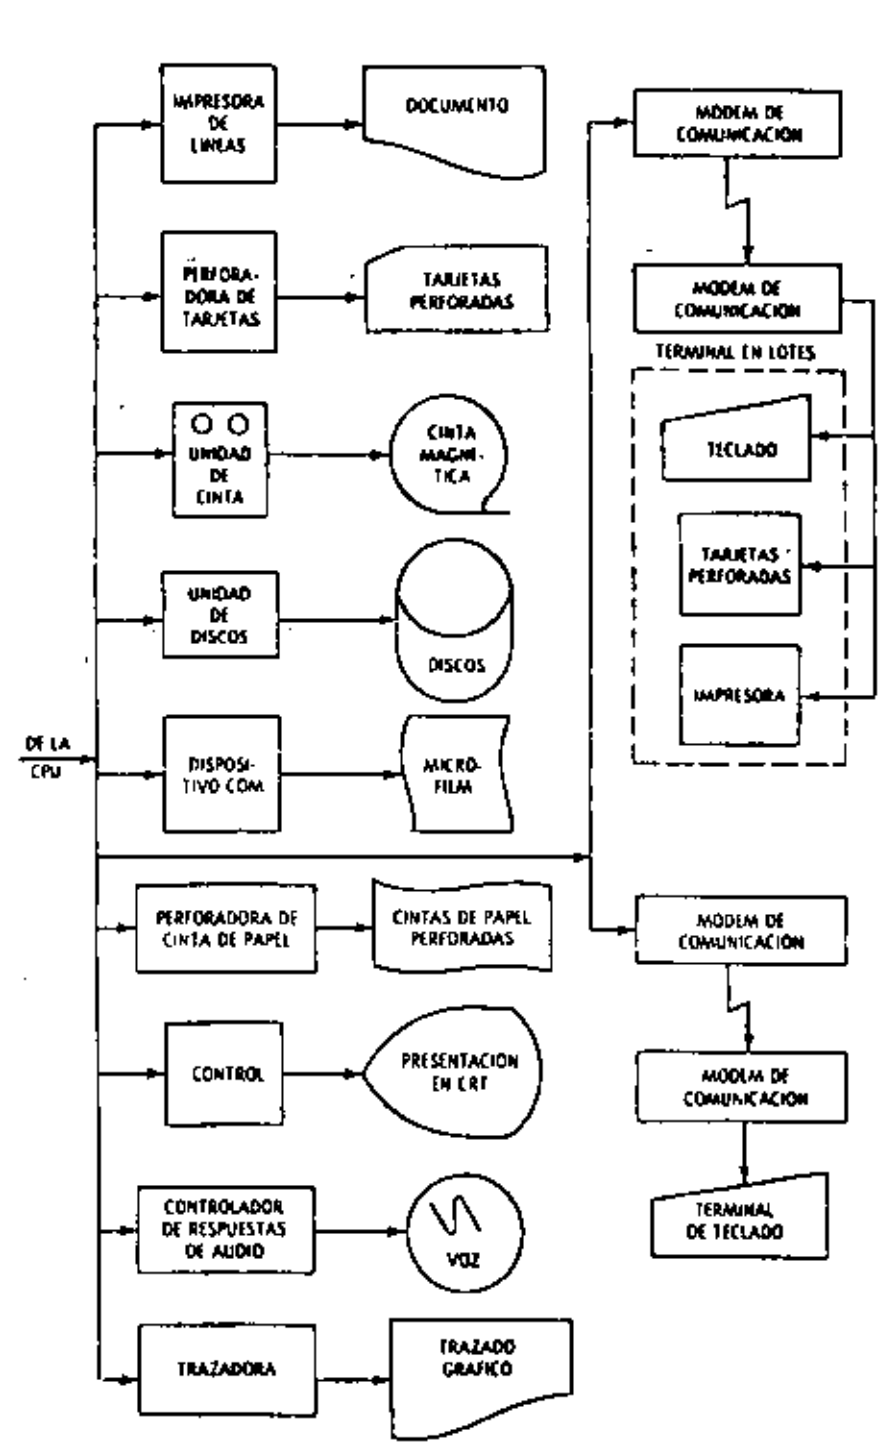 IMPRESORA
DE
LINEAS
DOCUMENTO
PERFORA-
DORA DE
TARJETAS
TARJETAS
PERFORADAS
UNIDAD
DE
CINTA
CINTA
MAGNÉ-
TICA
UNIDAD
DE
DISCOS
DISCOS
DE LA
CPU
DISPOSI-
TIVO COM
MICRO-
FILM
PERFORADORA DE
CINTA DE PAPEL
CINTAS DE PAPEL
PERFORADAS
CONTROL
PRESENTACION
EN CRT
CONTROLADOR
DE RESPUESTAS
DE AUDIO
VOZ
TRAZADORA
TRAZADO
GRAFICO
MODEM DE
COMUNICACIÓN
MODEM DE
COMUNICACION
TERMINAL EN LOTES
TECLADO
TARJETAS
PERFORADAS
IMPRESORA
MODEM DE
COMUNICACION
MODEM DE
COMUNICACION
TERMINAL
DE TECLADO